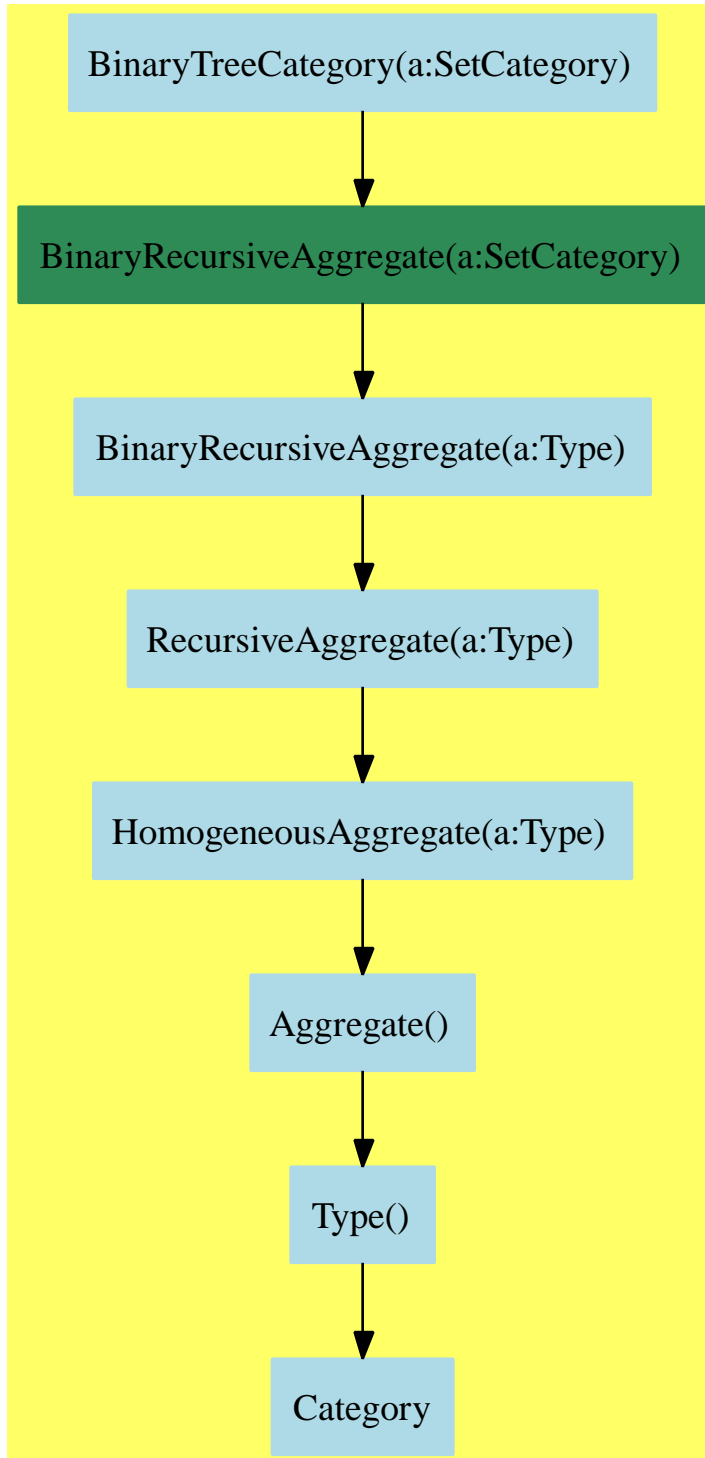 BinaryTreeCategory(a:SetCategory)
BinaryRecursiveAggregate(a:SetCategory)
BinaryRecursiveAggregate(a:Type)
RecursiveAggregate(a:Type)
HomogeneousAggregate(a:Type)
Aggregate()
Type()
Category